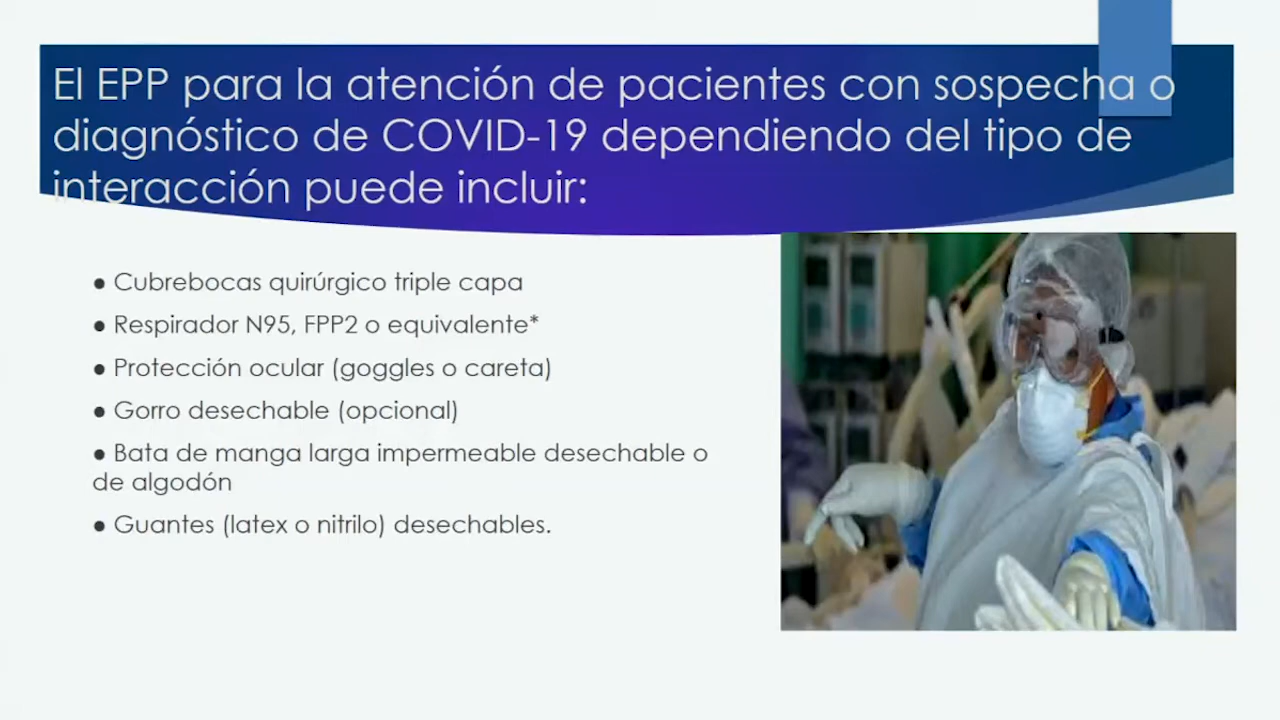 El EPP para la atención de pacientes con sospecha o
diagnóstico de COVID-19 dependiendo del tipo de
interacción puede incluir:
● Cubrebocas quirúrgico triple capa
● Respirador N95, FPP2 o equivalente*
● Protección ocular (goggles o careta)
● Gorro desechable (opcional)
● Bata de manga larga impermeable desechable o
de algodón
● Guantes (latex o nitrilo) desechables.